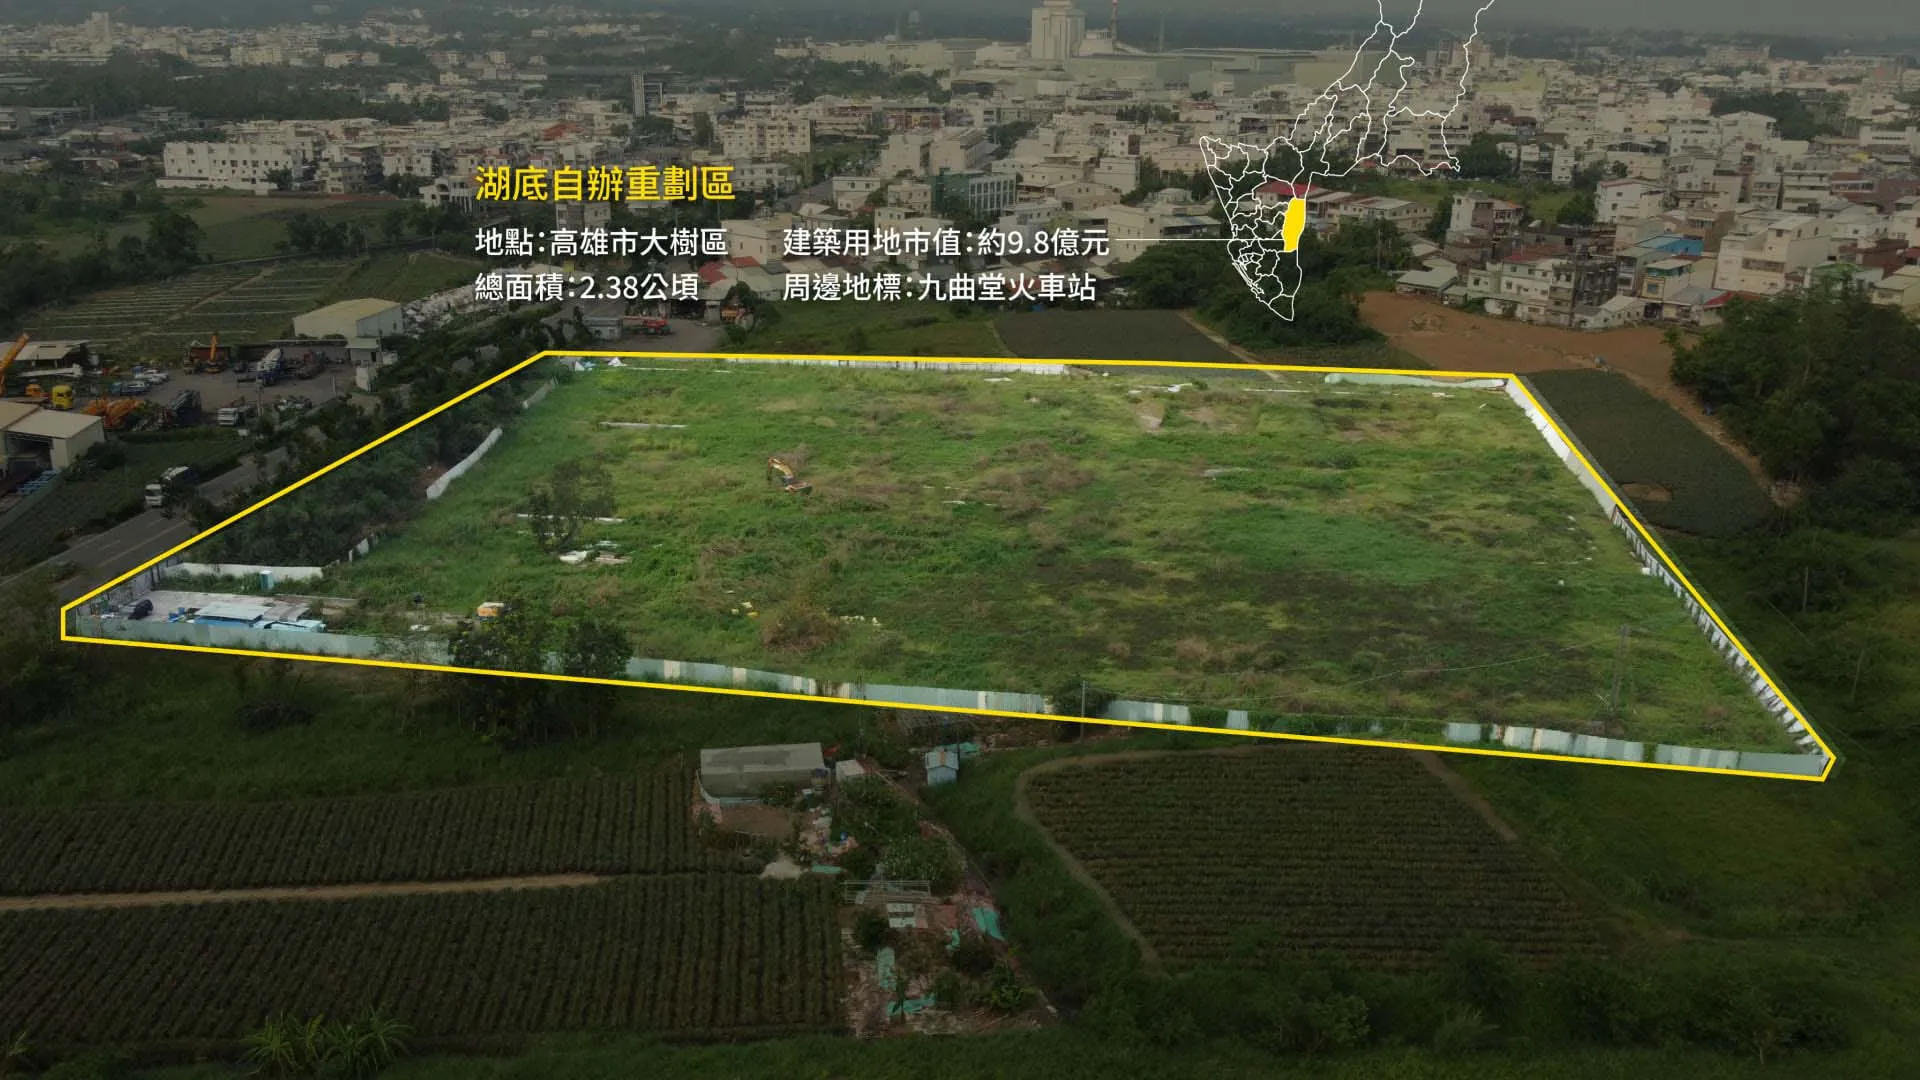 湖底自辦重劃區
地點：高雄市大樹區
總面積：2.38公頃
建築用地市值：約9.8億元
周邊地標：九曲堂火車站